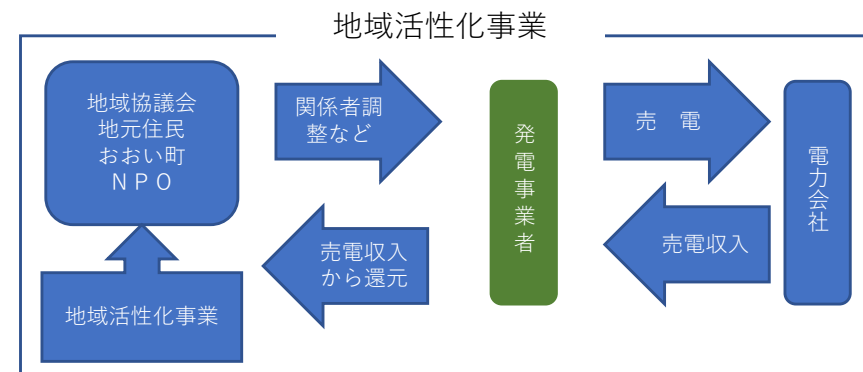 地域活性化事業
地域協議会
地元住民
おおい町
ＮＰＯ
関係者調
整など
発電事業者
売　電
電力会社
売電収入
から還元
売電収入
地域活性化事業